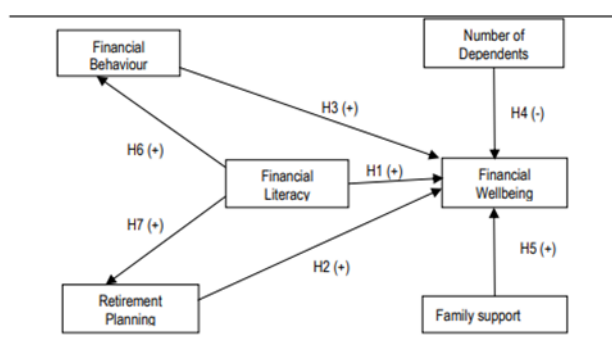 Financial
Behaviour
Number of
Dependents
H3 (+)
H4 (-)
H6 (+)
Financial
Literacy
H1 (+)
Financial
Wellbeing
H7 (+)
H2 (+)
H5 (+)
Retirement
Planning
Family support